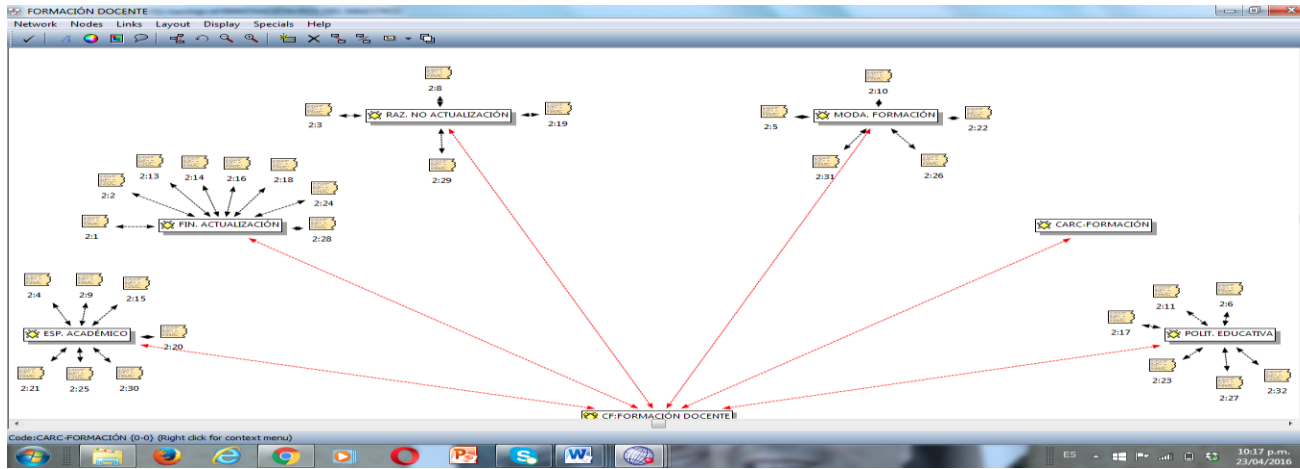 FORMACIÓN DOCENTE
Network Nodes Links Layout Display Specials Help
2:8
2:10
2:3
RAZ. NO ACTUALIZACIÓN
2:19
2:5
MODA. FORMACIÓN
2:22
2:29
2:31
2:26
2:13
2:14
2:16
2:18
2:2
2:24
2:1
FIN. ACTUALIZACIÓN
2:28
CARC-FORMACIÓN
2:4
2:9
2:15
2:11
2:6
ESP. ACADÉMICO
2:20
2:17
POLIT. EDUCATIVA
2:21
2:25
2:30
2:23
2:27
2:32
CF:FORMACIÓN DOCENTE
Code:CARC-FORMACIÓN {0-0} (Right click for context menu)
ES
10:17 p.m.
23/04/2016